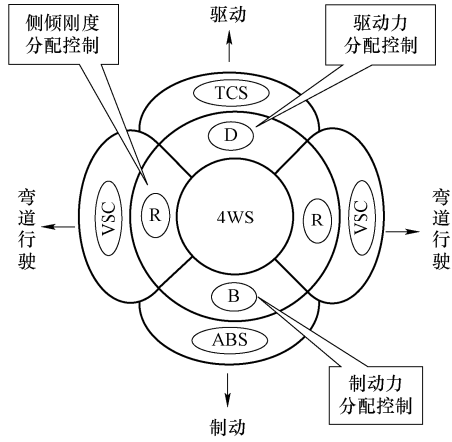 驱动
侧倾刚度
分配控制
驱动力
分配控制
TCS
D
弯道行驶
VSC
R
4WS
R
VSC
弯道行驶
B
ABS
制动力
分配控制
制动